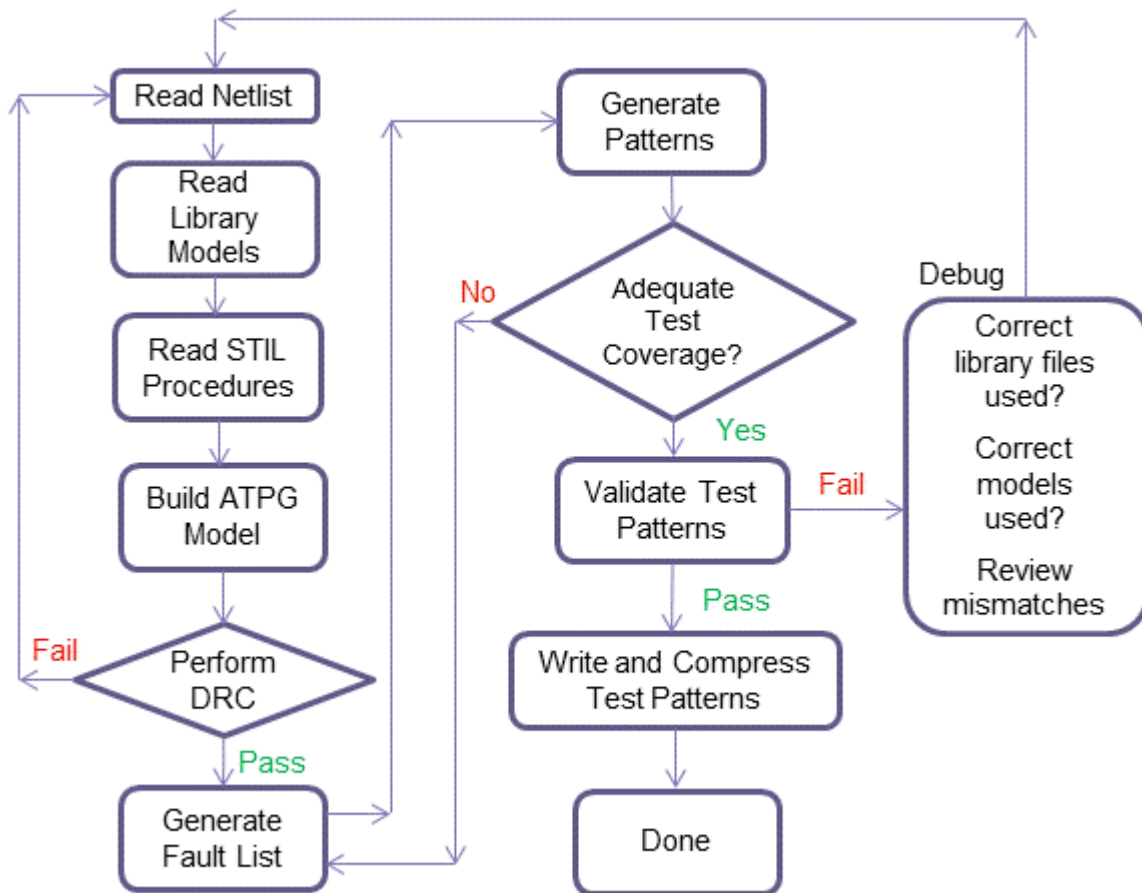 Read Netlist
Read
Library
Models
Read STIL
Procedures
Build ATPG
Model
Fail
Perform
DRC
Pass
Generate
Fault List
Generate
Patterns
No
Adequate
Test
Coverage?
Yes
Validate Test
Patterns
Fail
Pass
Write and Compress
Test Patterns
Done
Debug
Correct
library files
used?
Correct
models
used?
Review
mismatches